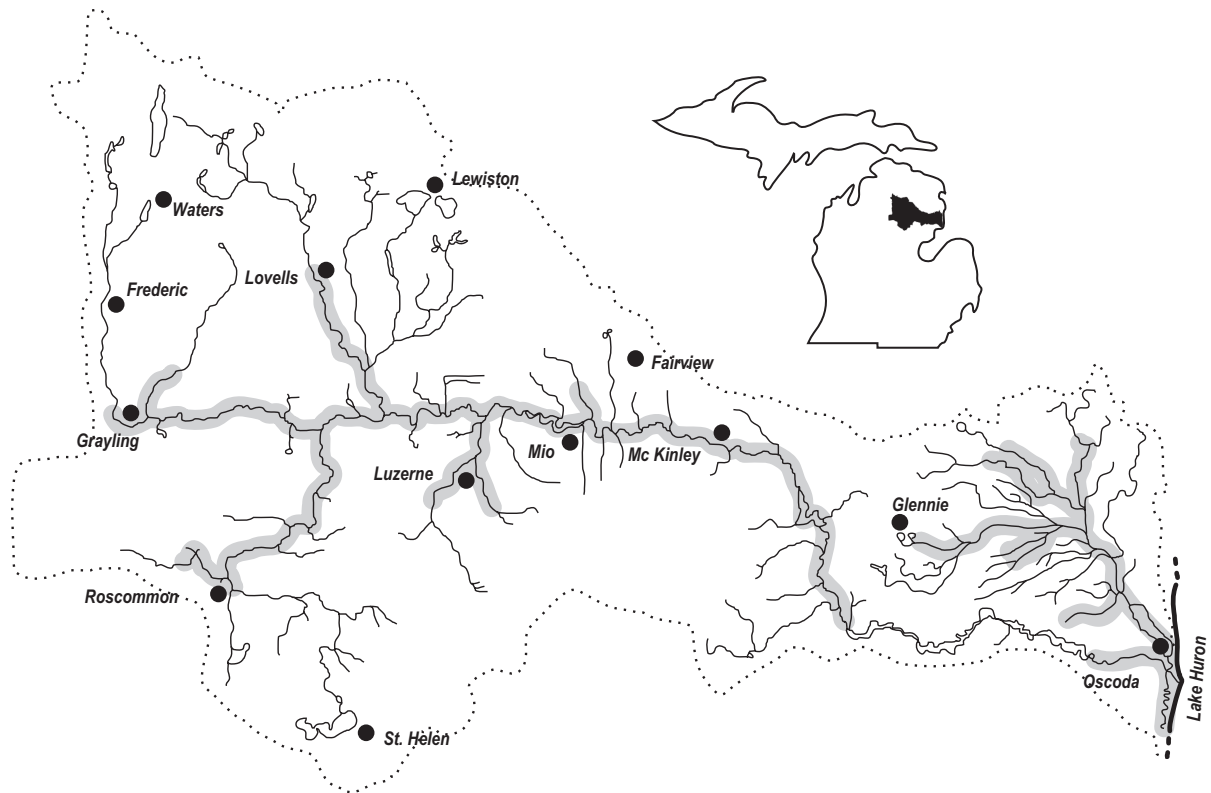 Lewiston
Waters
Lovells
Frederic
Fairview
Grayling
Mio
Mc Kinley
Luzerne
Glennie
Roscommon
Oscoda
Lake Huron
St. Helen